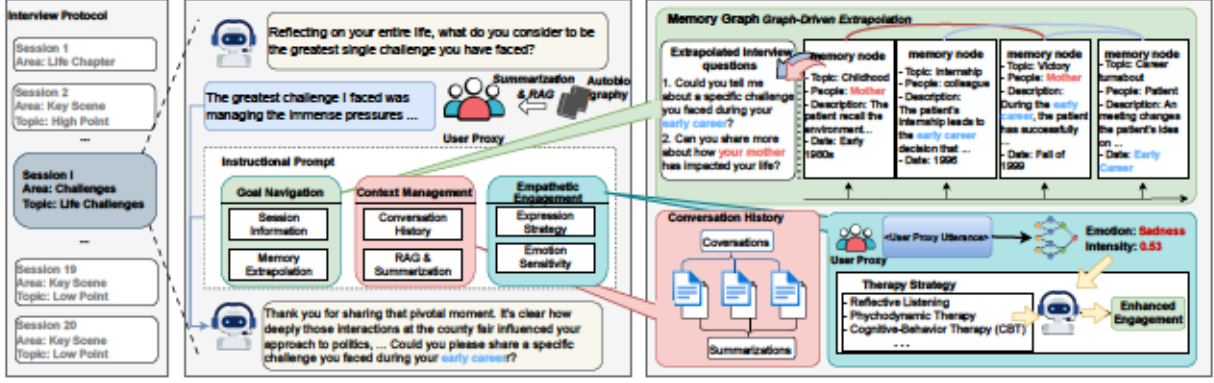 Interview Protocol
Session 1
Area: Life Chapter
Session 2
Area: Key Scene
Topic: High Point
...
Session I
Area: Challenges
Topic: Life Challenges
...
Session 19
Area: Key Scene
Topic: Low Point
Session 20
Area: Key Scene
Topic: Low Point
Reflecting on your entire life, what do you consider to be
the greatest single challenge you have faced?
The greatest challenge I faced was
managing the immense pressures ...
Summarization
& RAG
Autobio
graphy
User Proxy
Instructional Prompt
Goal Navigation
Session
Information
Memory
Extrapolation
Context Management
Conversation
History
RAG &
Summarization
Empathetic
Engagement
Expression
Strategy
Emotion
Sensitivity
Thank you for sharing that pivotal moment. It's clear how
deeply those interactions at the county fair influenced your
approach to politics, ... Could you please share a specific
challenge you faced during your early career?
Memory Graph Graph-Driven Extrapolation
Extrapolated Interview
questions
1. Could you tell me
about a specific challenge
you faced during your
early career?
2. Can you share more
about how your mother
has impacted your life?
memory node
- Topic: Childhood
- People: Mother
- Description: The
patient recall the
environment...
- Date: Early
1960s
memory node
- Topic: Internship
- People: colleague
- Description:
The patient's
internship leads to
the early career
decision that ...
- Date: 1996
memory node
- Topic: Victory
- People: Mother
- Description:
During the early
career, the patient
has successfully
...
- Date: Fall of
1999
memory node
- Topic: Career
turnabout
- People: Patient
- Description: An
meeting changes
the patient's idea
on ...
- Date: Early
Career
Conversation History
Coversations
Summarizations
User Proxy
<User Proxy Utterance>
Emotion: Sadness
Intensity: 0.53
Therapy Strategy
- Reflective Listening
- Phychodynamic Therapy
- Cognitive-Behavior Therapy (CBT)
...
Enhanced
Engagement